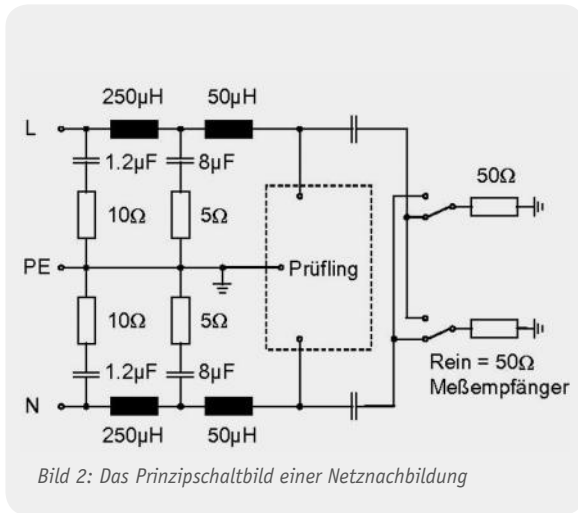 250µH 50µH
L
1.2µF 8µF
50Ω
10Ω 5Ω
PE
Prüfling
10Ω 5Ω
Rein = 50Ω
1.2µF 8µF
Meßempfänger
N
250µH 50µH
Bild 2: Das Prinzipschaltbild einer Netznachbildung